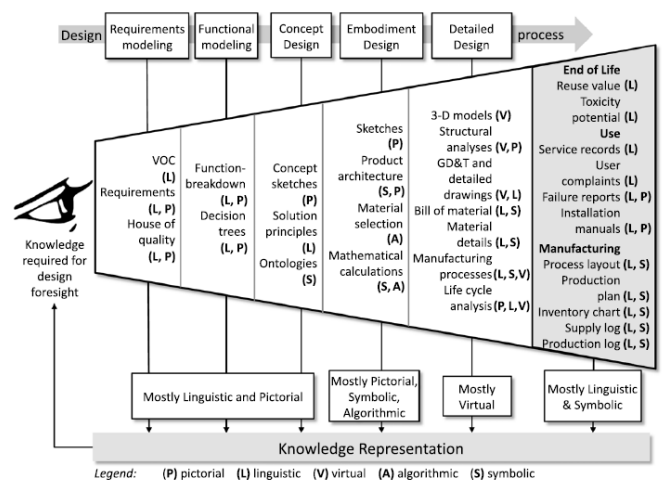 Design
Requirements
modeling
Functional
modeling
Concept
Design
Embodiment
Design
Detailed
Design
process
Knowledge
required for
design
foresight
VOC
(L)
Requirements
(L, P)
House of
quality
(L, P)
Function-
breakdown
(L, P)
Decision
trees
(L, P)
Concept
sketches
(P)
Solution
principles
(L)
Ontologies
(S)
Sketches
(P)
Product
architecture
(S, P)
Material
selection
(A)
Mathematical
calculations
(S, A)
3-D models (V)
Structural
analyses (V, P)
GD&T and
detailed
drawings (V, L)
Bill of material (L, S)
Material
details (L, S)
Manufacturing
processes (L, S,V)
Life cycle
analysis (P, L,V)
End of Life
Reuse value (L)
Toxicity
potential (L)
Use
Service records (L)
User
complaints (L)
Failure reports (L, P)
Installation
manuals (L, P)
Manufacturing
Process layout (L, S)
Production
plan (L, S)
Inventory chart (L, S)
Supply log (L, S)
Production log (L, S)
Mostly Linguistic and Pictorial
Mostly Pictorial,
Symbolic,
Algorithmic
Mostly
Virtual
Mostly Linguistic
& Symbolic
Knowledge Representation
Legend: (P) pictorial (L) linguistic (V) virtual (A) algorithmic (S) symbolic